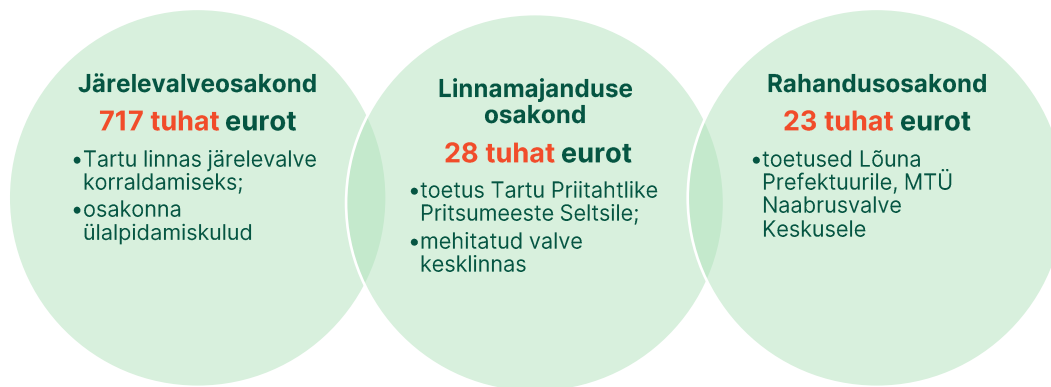 Järelevalveosakond
717 tuhat eurot
•Tartu linnas järelevalve
korraldamiseks;
•osakonna
ülalpidamiskulud
Linnamajanduse
osakond
28 tuhat eurot
•toetus Tartu Priitahtlike
Pritsumeeste Seltsile;
•mehitatud valve
kesklinnas
Rahandusosakond
23 tuhat eurot
•toetused Lõuna
Prefektuurile, MTÜ
Naabrusvalve
Keskusele